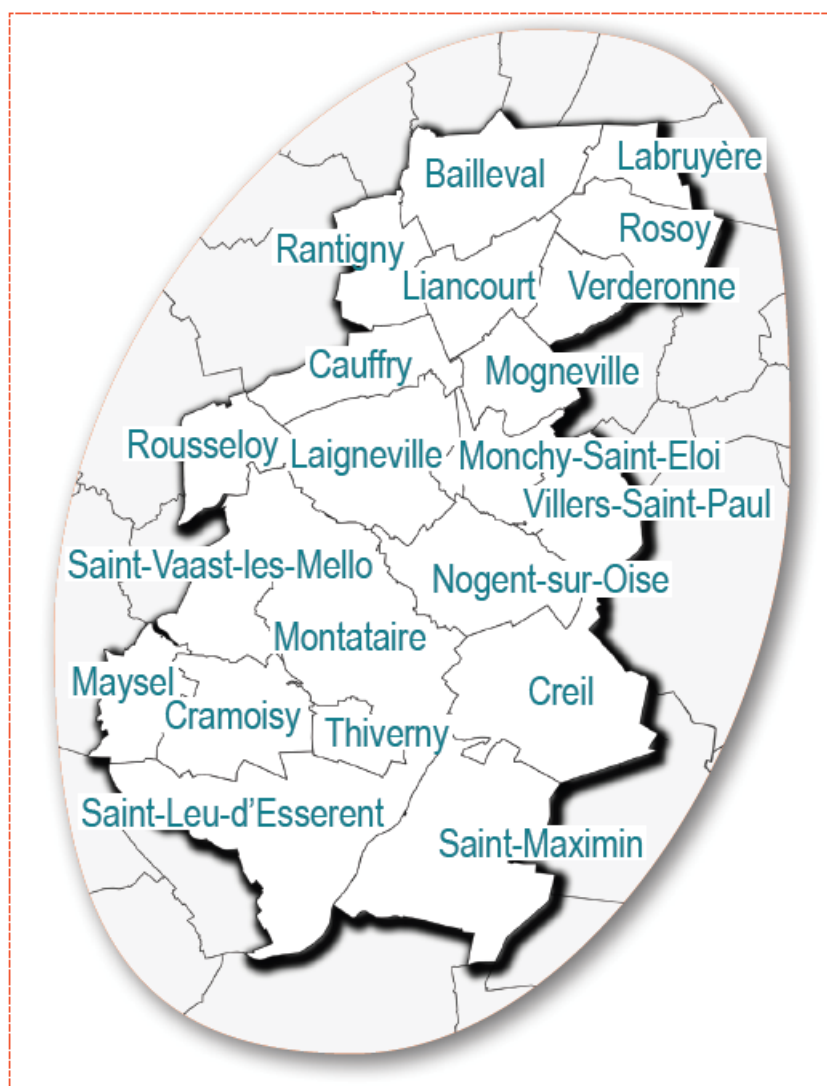 Labruyère
Bailleval
Rosoy
Rantigny
Liancourt
Verderonne
Cauffry
Mogneville
Rousseloy
Laigneville
Monchy-Saint-Eloi
Villers-Saint-Paul
Saint-Vaast-les-Mello
Nogent-sur-Oise
Montataire
Maysel
Creil
Cramoisy
Thiverny
Saint-Leu-d’Esserent
Saint-Maximin